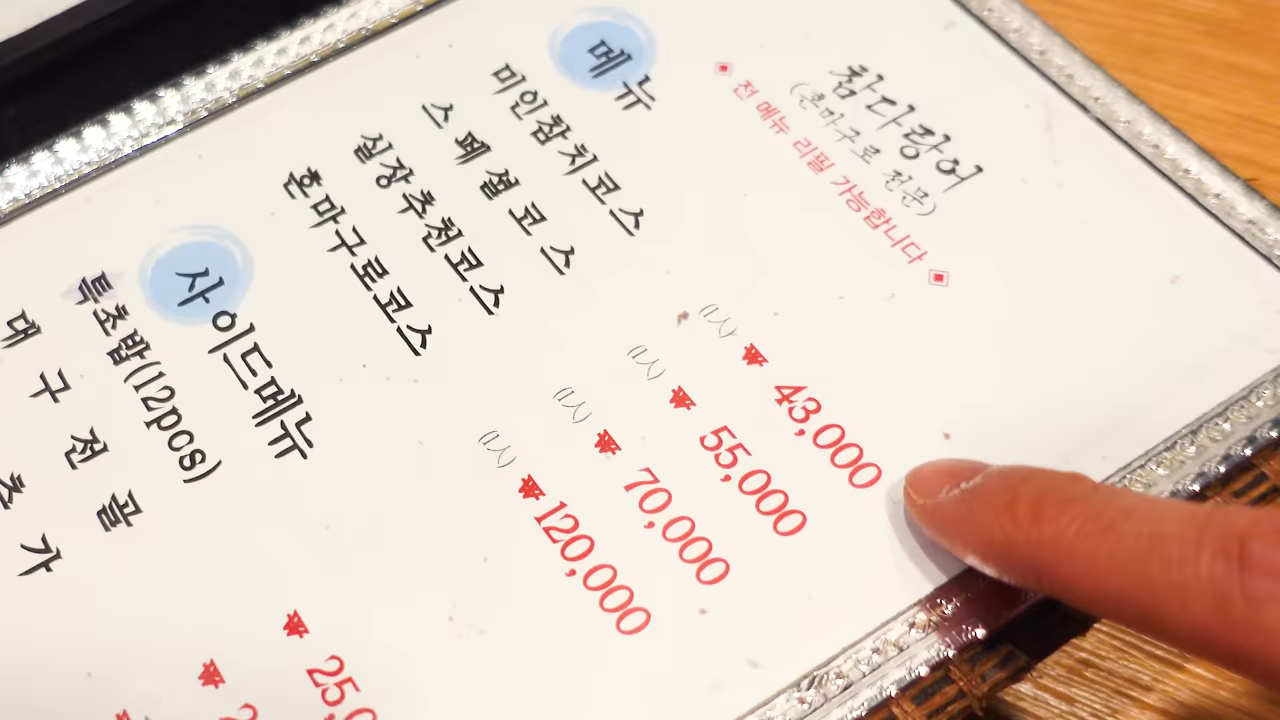 참다랑어
(혼마구로 전문)
전 메뉴 리필 가능합니다
메뉴
미인참치코스 (1人) ₩ 43,000
스페셜코스 (1人) ₩ 55,000
실장추천코스 (1人) ₩ 70,000
혼마구로코스 (1人) ₩ 120,000
사이드메뉴
특초밥(12pcs) ₩ 25,0
대구전골 ₩ 2
초가